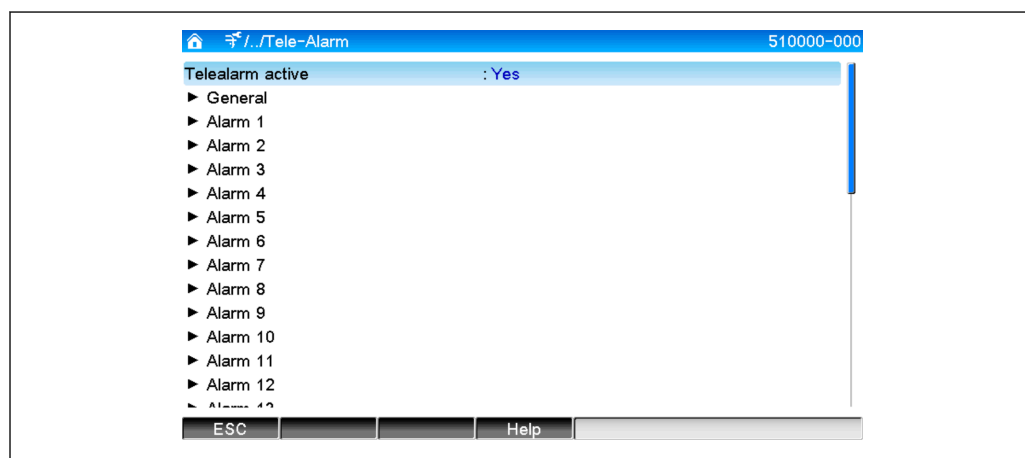 /../Tele-Alarm 510000-000
Telealarm active : Yes
► General
► Alarm 1
► Alarm 2
► Alarm 3
► Alarm 4
► Alarm 5
► Alarm 6
► Alarm 7
► Alarm 8
► Alarm 9
► Alarm 10
► Alarm 11
► Alarm 12
ESC Help